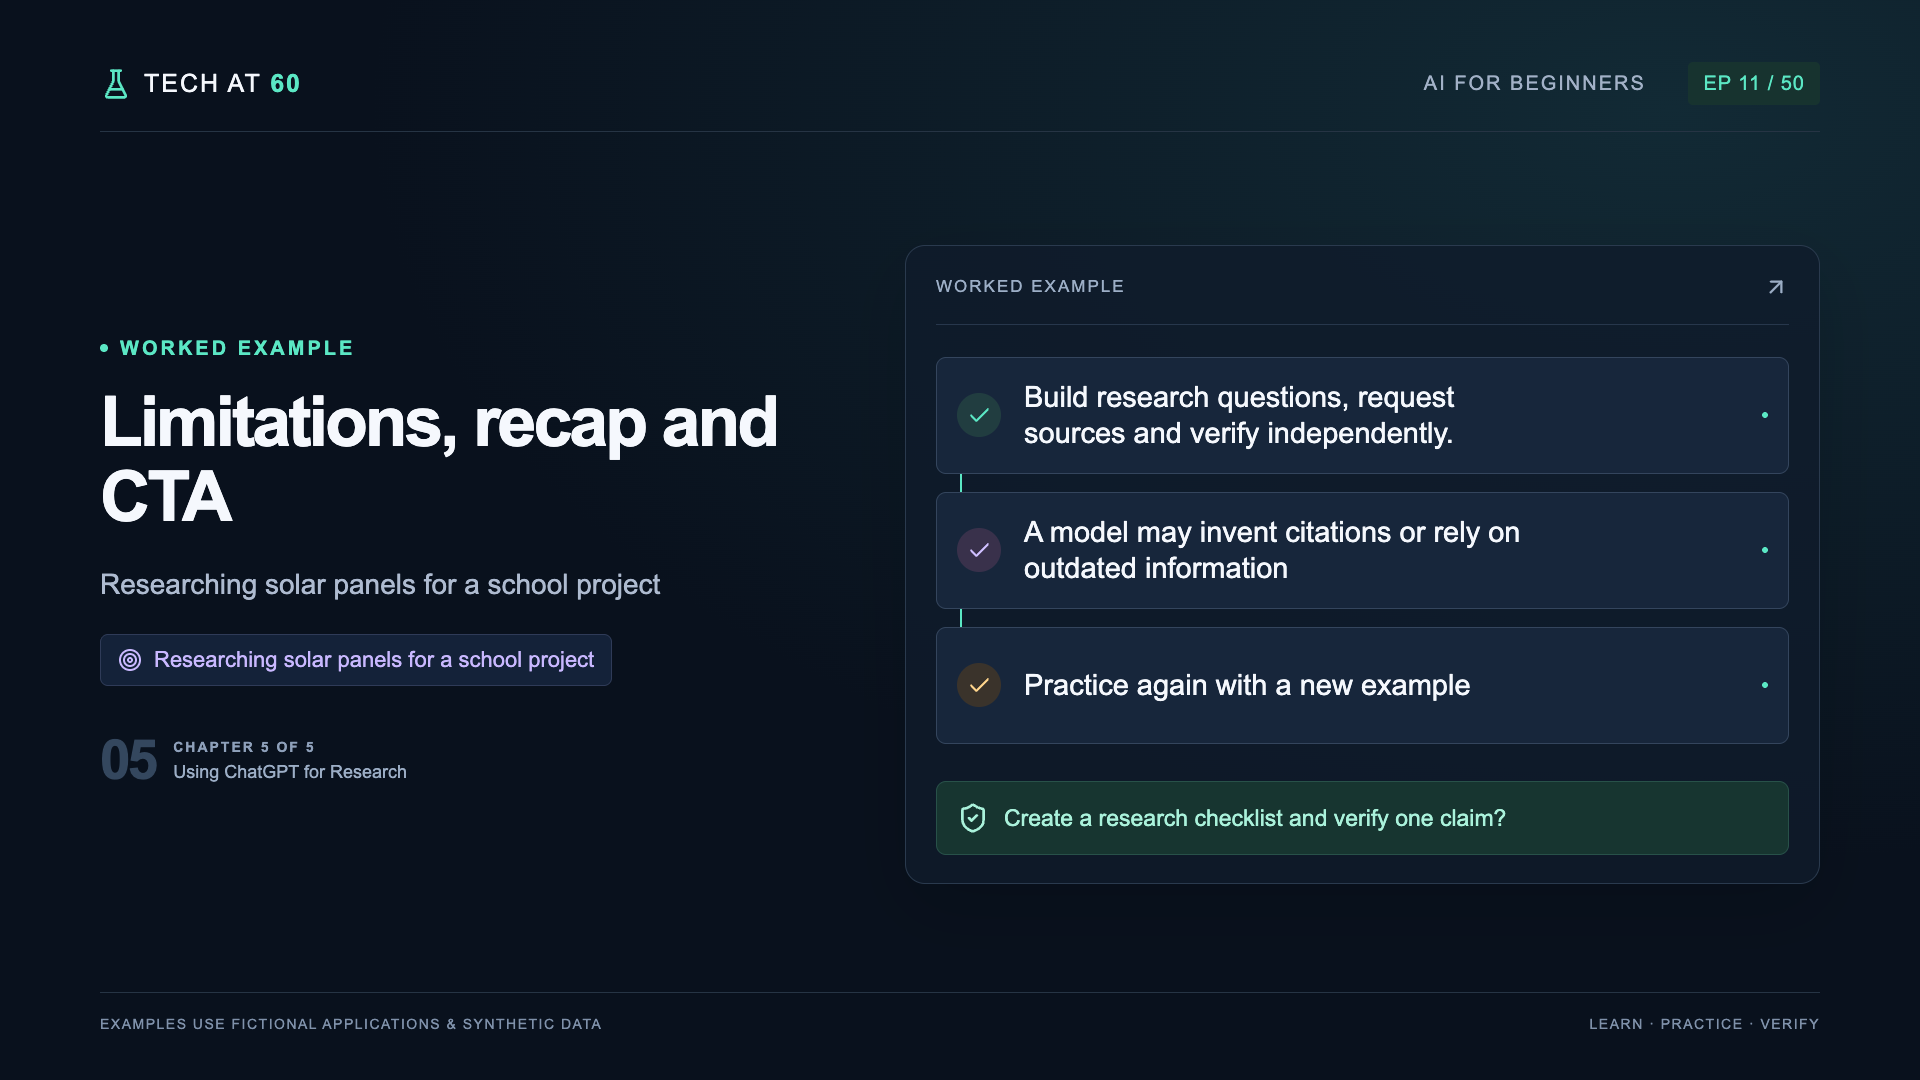 TECH AT 60
AI FOR BEGINNERS
EP 11 / 50
WORKED EXAMPLE
Limitations, recap and
CTA
Researching solar panels for a school project
Researching solar panels for a school project
05
CHAPTER 5 OF 5
Using ChatGPT for Research
WORKED EXAMPLE
Build research questions, request
sources and verify independently.
A model may invent citations or rely on
outdated information
Practice again with a new example
Create a research checklist and verify one claim?
EXAMPLES USE FICTIONAL APPLICATIONS & SYNTHETIC DATA
LEARN · PRACTICE · VERIFY